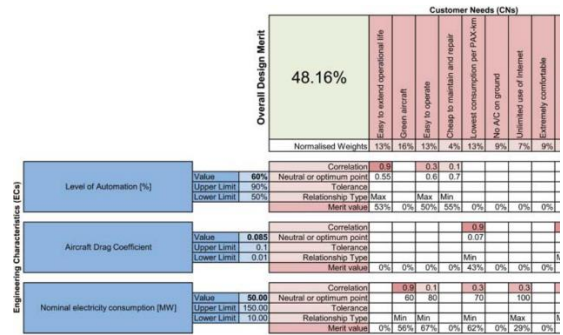 Customer Needs (CNs)
Overall Design Merit
48.16%
Easy to extend operational life
Green aircraft
Easy to operate
Cheap to maintain and repair
Lowest consumption per PAX-km
No A/C on ground
Unlimited use of Internet
Extremely comfortable
Normalised Weights 13% 16% 13% 4% 13% 9% 7% 9%
Engineering Characteristics (ECs)
Level of Automation [%]
Correlation 0.9 0.3 0.1
Value 60% Neutral or optimum point 0.55 0.6 0.7
Upper Limit 90% Tolerance
Lower Limit 50% Relationship Type Max Max Min
Merit value 53% 0% 50% 55% 0% 0% 0% 0%
Aircraft Drag Coefficient
Correlation 0.9
Value 0.085 Neutral or optimum point 0.07
Upper Limit 0.1 Tolerance
Lower Limit 0.01 Relationship Type Min
Merit value 0% 0% 0% 0% 43% 0% 0% 0%
Nominal electricity consumption [MW]
Correlation 0.9 0.1 0.3 0.3
Value 50.00 Neutral or optimum point 60 80 70 100
Upper Limit 150.00 Tolerance
Lower Limit 10.00 Relationship Type Min Min Min Max
Merit value 0% 56% 67% 0% 62% 0% 29% 0%